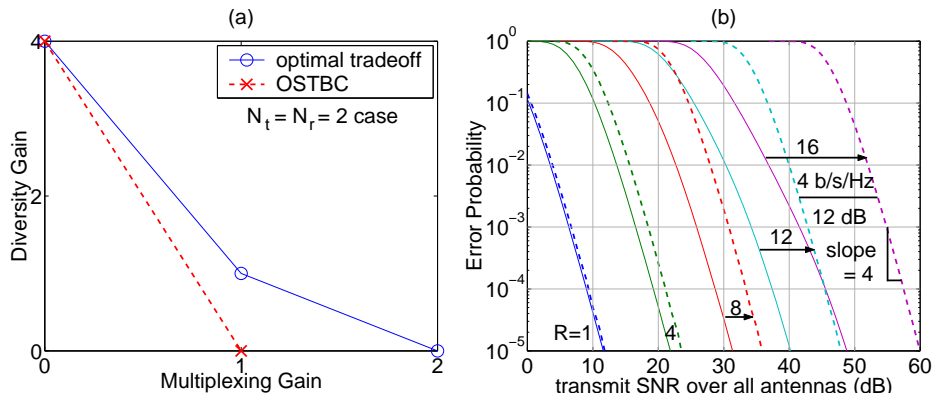 (a)
4
2
0
0
1
2
Diversity Gain
Multiplexing Gain
optimal tradeoff
OSTBC
N_t = N_r = 2 case
(b)
10^0
10^-1
10^-2
10^-3
10^-4
10^-5
0
10
20
30
40
50
60
Error Probability
transmit SNR over all antennas (dB)
16
4 b/s/Hz
12 dB
12
slope
= 4
8
R=1
4